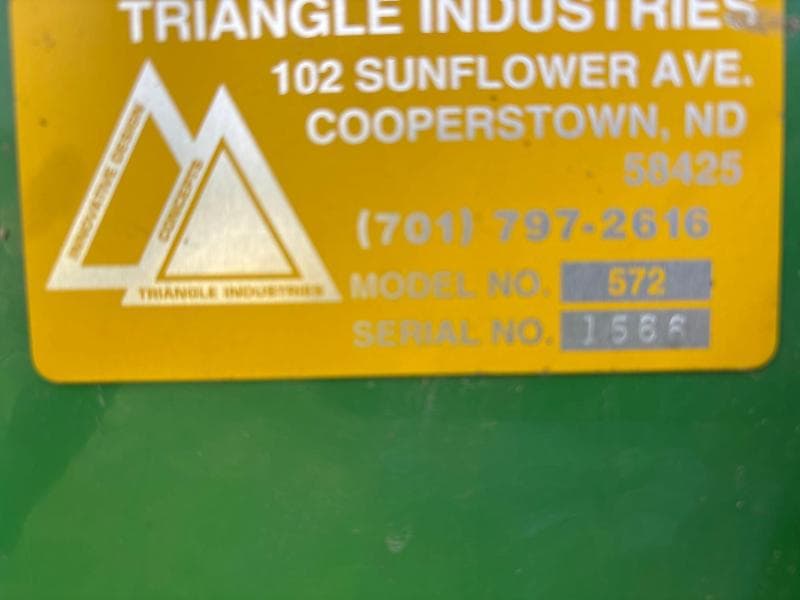 TRIANGLE INDUSTRIES
102 SUNFLOWER AVE.
COOPERSTOWN, ND
58425
(701) 797-2616
INNOVATIVE DESIGN
CONCEPTS
TRIANGLE INDUSTRIES
MODEL NO. 572
SERIAL NO.